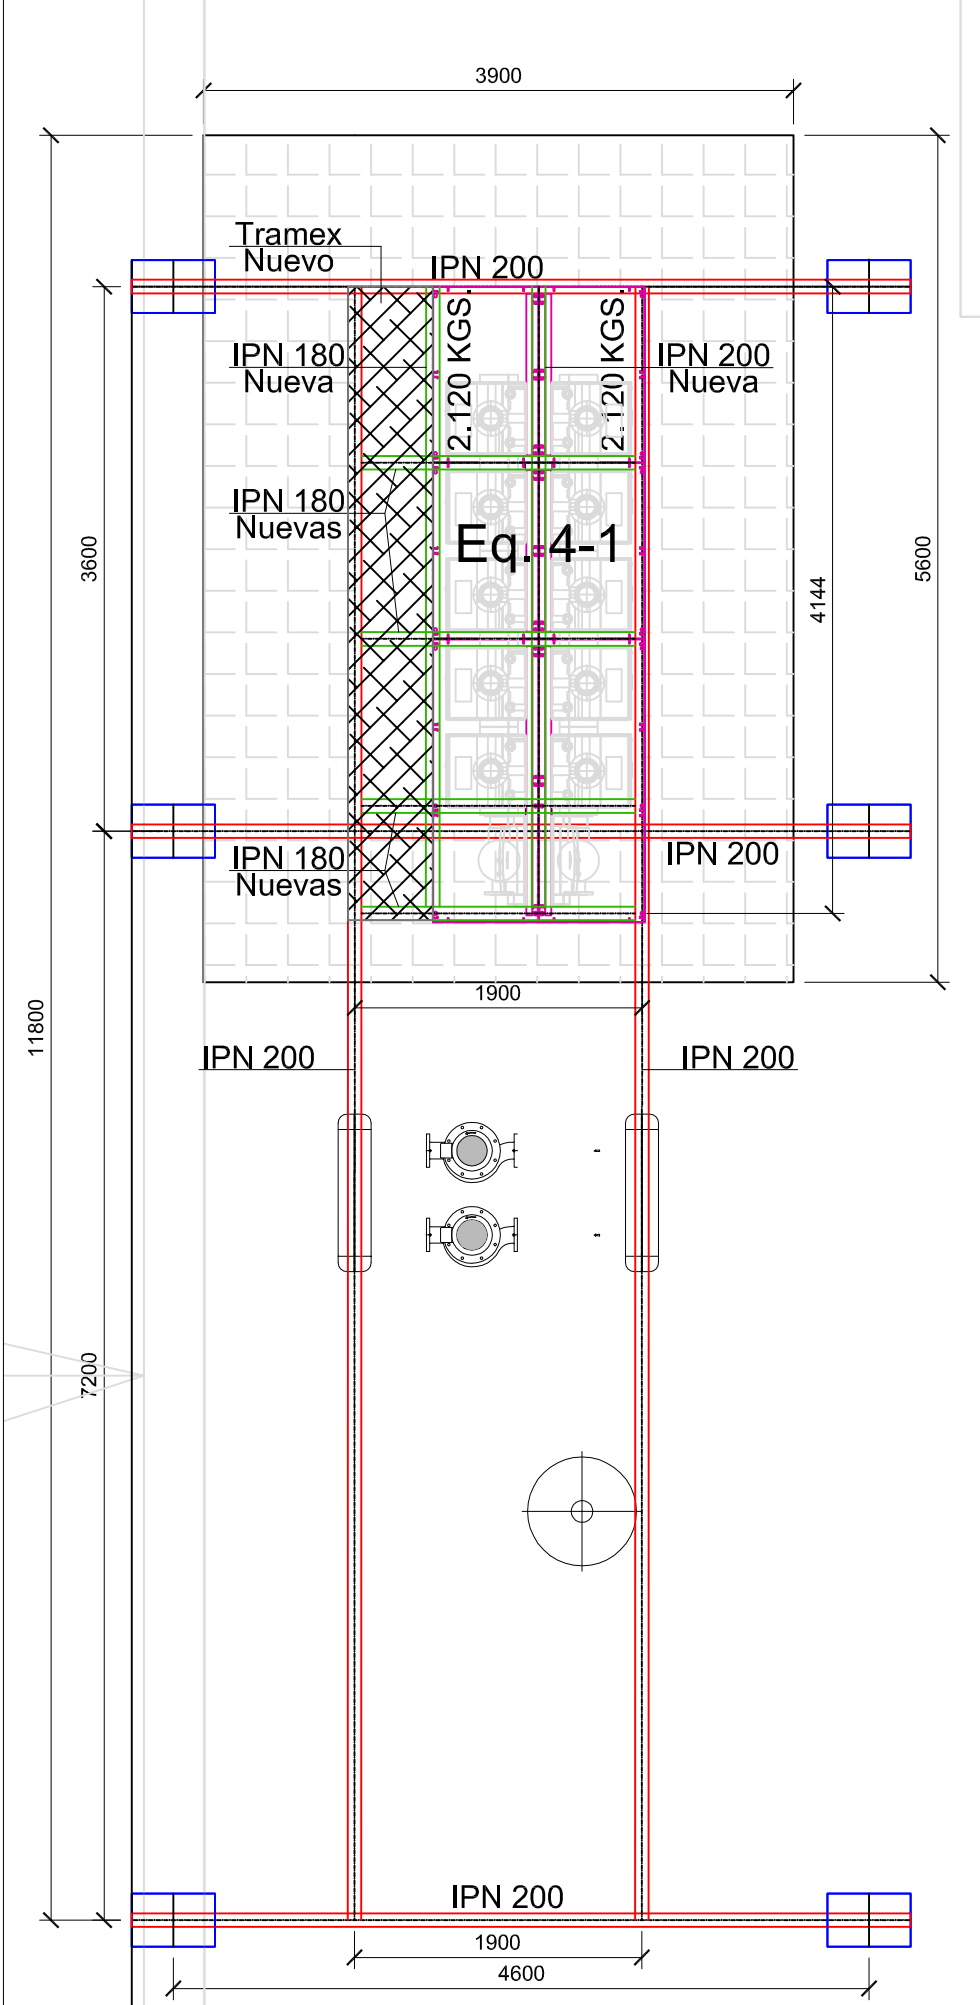 3900
Tramex
Nuevo
IPN 200
2.120 KGS.
2.120 KGS.
IPN 180
Nueva
IPN 200
Nueva
IPN 180
Nuevas
Eq. 4-1
3600
4144
5600
IPN 180
Nuevas
IPN 200
1900
11800
IPN 200
IPN 200
7200
IPN 200
1900
4600